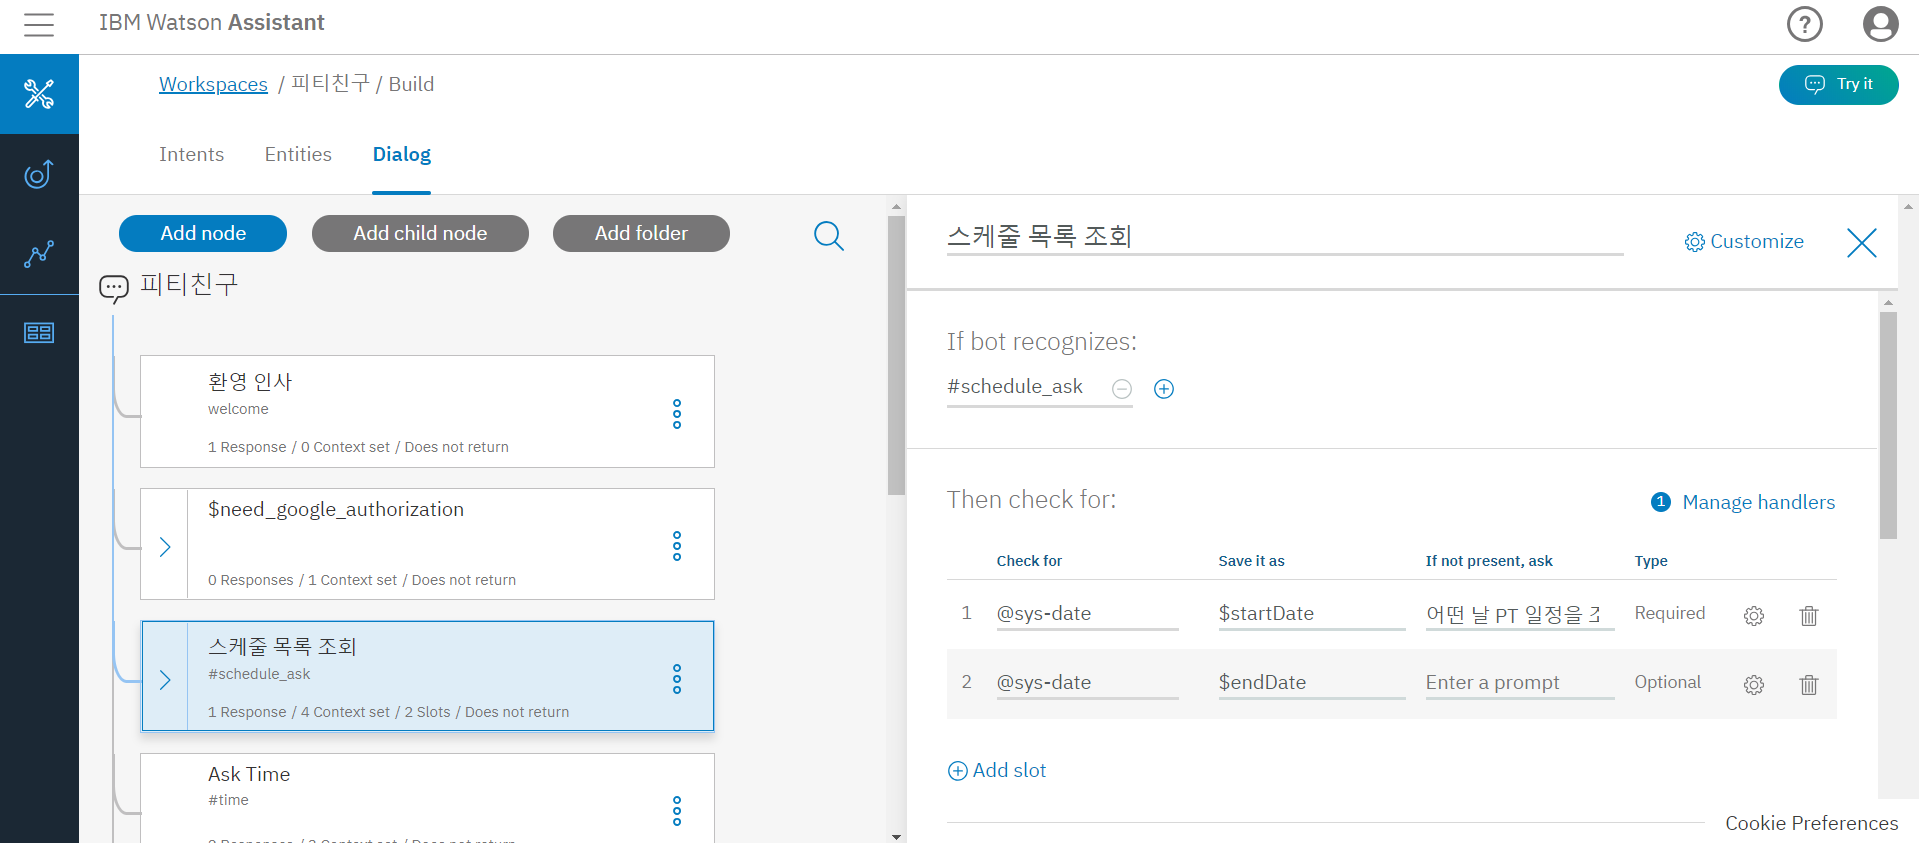 IBM Watson Assistant
Workspaces / 피티친구 / Build
Try it
Intents Entities Dialog
Add node Add child node Add folder
피티친구
환영 인사
welcome
1 Response / 0 Context set / Does not return
$need_google_authorization
0 Responses / 1 Context set / Does not return
스케줄 목록 조회
#schedule_ask
1 Response / 4 Context set / 2 Slots / Does not return
Ask Time
#time
스케줄 목록 조회
Customize
If bot recognizes:
#schedule_ask
Then check for:
1 Manage handlers
Check for Save it as If not present, ask Type
1 @sys-date $startDate 어떤 날 PT 일정을 Required
2 @sys-date $endDate Enter a prompt Optional
Add slot
Cookie Preferences